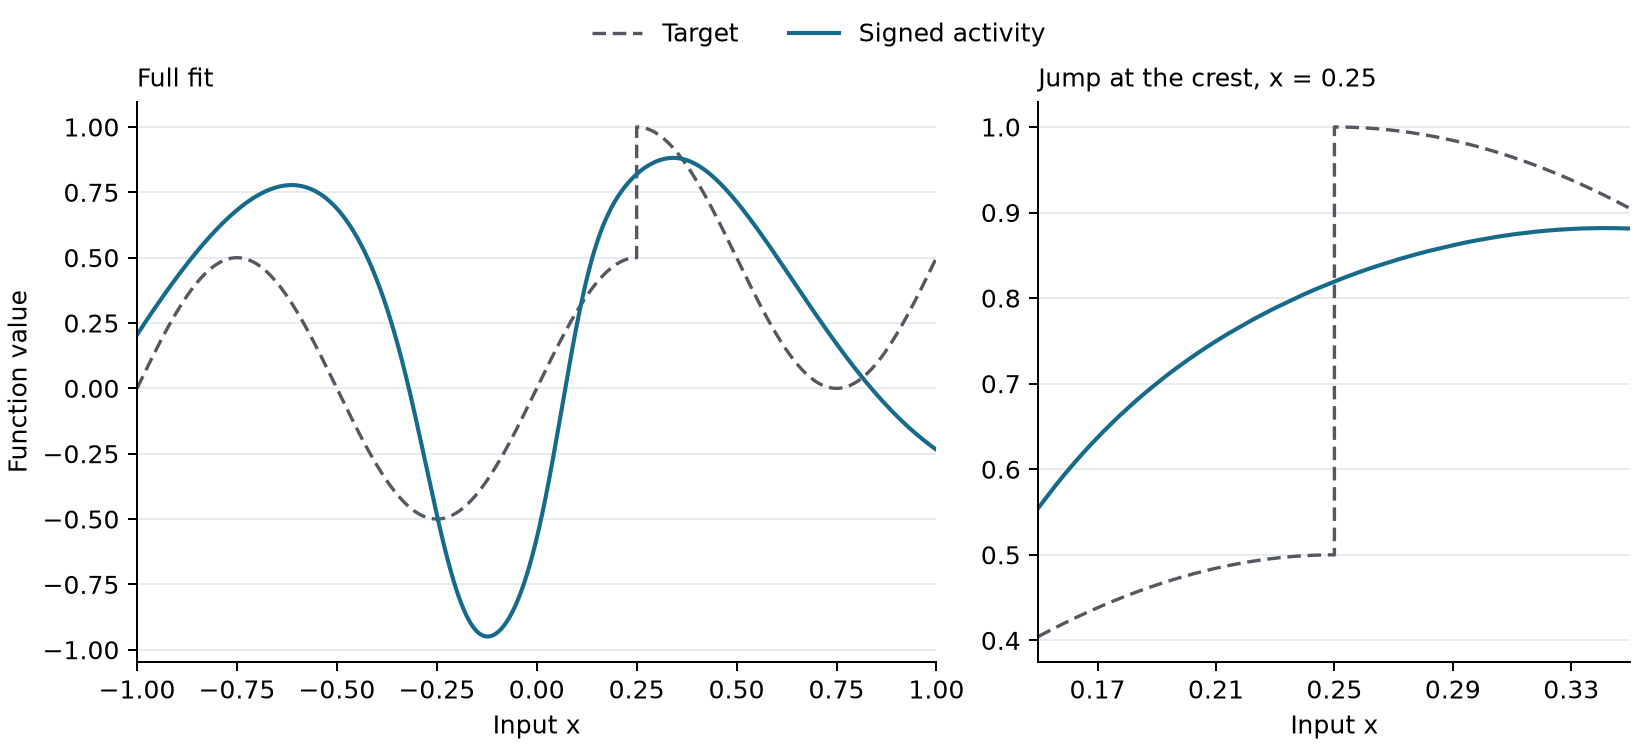 Target
Signed activity
Full fit
Jump at the crest, x = 0.25
Function value
1.00
0.75
0.50
0.25
0.00
−0.25
−0.50
−0.75
−1.00
−1.00 −0.75 −0.50 −0.25 0.00 0.25 0.50 0.75 1.00
Input x
1.0
0.9
0.8
0.7
0.6
0.5
0.4
0.17 0.21 0.25 0.29 0.33
Input x